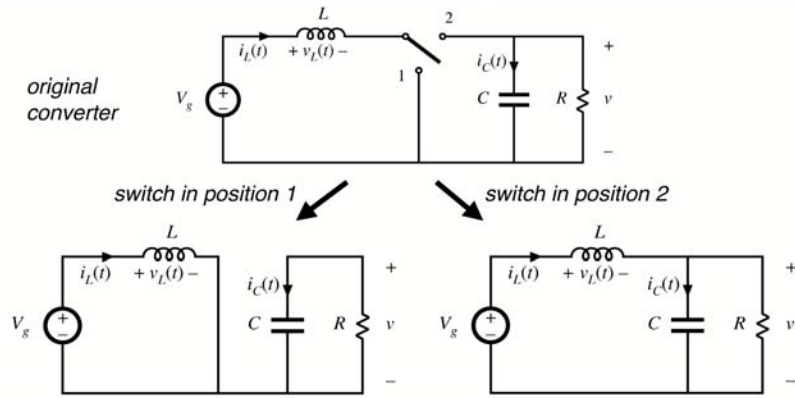 L
2
i_L(t)
+ v_L(t) −
i_C(t)
+
1
original
converter
V_g
+
−
C
R
v
−
switch in position 1
switch in position 2
L
i_L(t)
+ v_L(t) −
i_C(t)
+
V_g
+
−
C
R
v
−
L
i_L(t)
+ v_L(t) −
i_C(t)
+
V_g
+
−
C
R
v
−